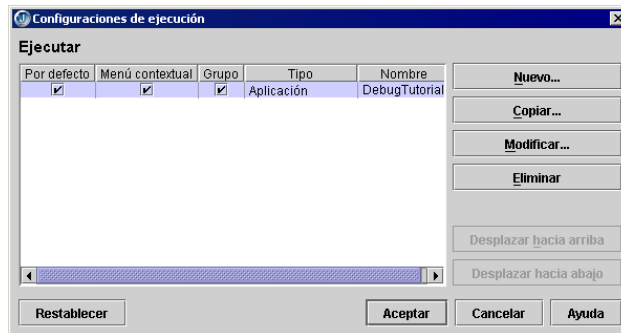 Configuraciones de ejecución
Ejecutar
Por defecto Menú contextual Grupo Tipo Nombre
Aplicación DebugTutorial
Nuevo...
Copiar...
Modificar...
Eliminar
Desplazar hacia arriba
Desplazar hacia abajo
Restablecer Aceptar Cancelar Ayuda